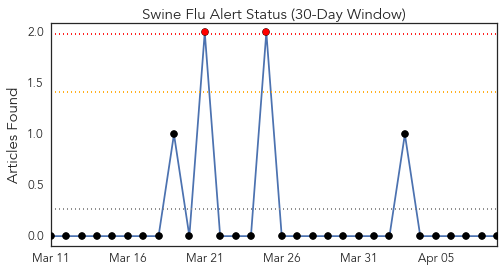 Swine Flu Alert Status (30-Day Window)
Articles Found
2.0
1.5
1.0
0.5
0.0
Mar 11 Mar 16 Mar 21 Mar 26 Mar 31 Apr 05